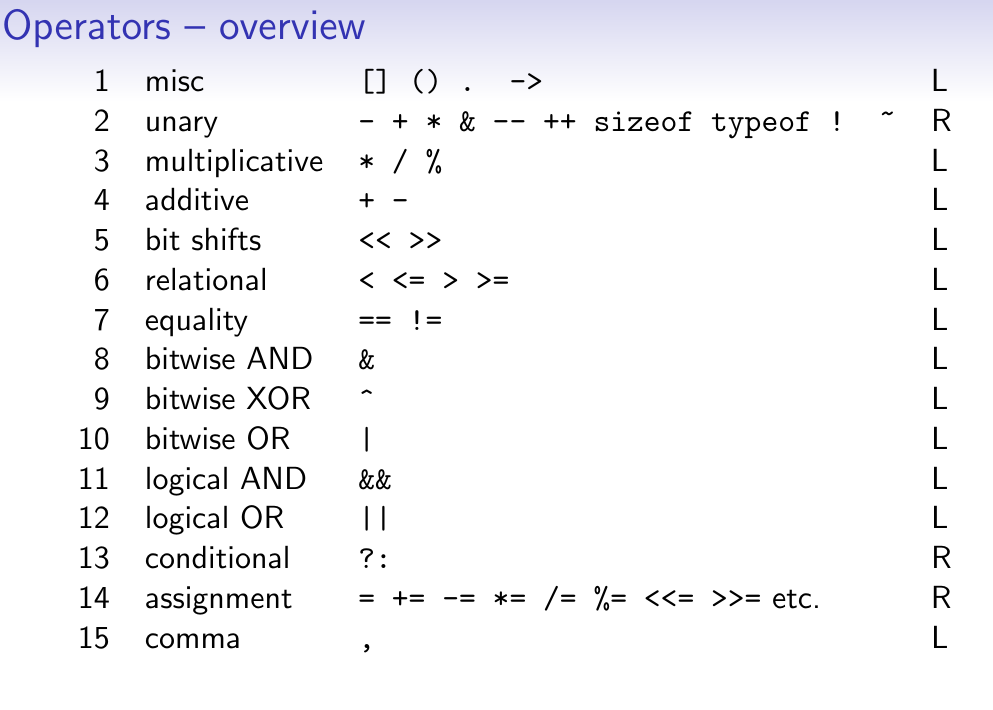 Operators – overview
1 misc [] () . -> L
2 unary - + * & -- ++ sizeof typeof ! ~ R
3 multiplicative * / % L
4 additive + - L
5 bit shifts << >> L
6 relational < <= > >= L
7 equality == != L
8 bitwise AND & L
9 bitwise XOR ^ L
10 bitwise OR | L
11 logical AND && L
12 logical OR || L
13 conditional ?: R
14 assignment = += -= *= /= %= <<= >>= etc. R
15 comma , L